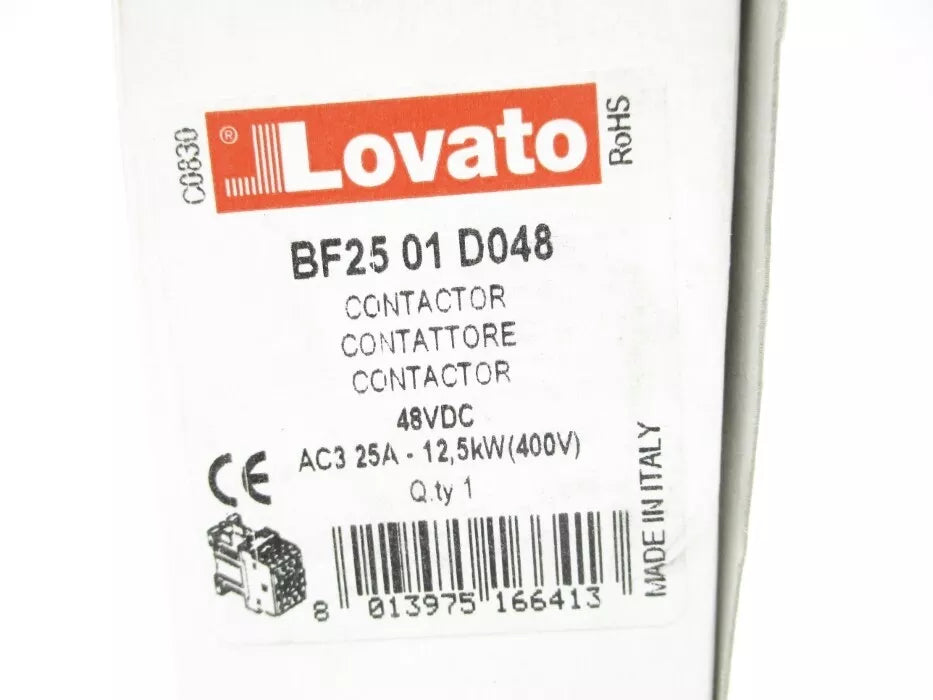 C0830
® Lovato
RoHS
BF25 01 D048
CONTACTOR
CONTATTORE
CONTACTOR
48VDC
AC3 25A - 12,5kW(400V)
CE
Q.ty 1
MADE IN ITALY
8 013975 166413